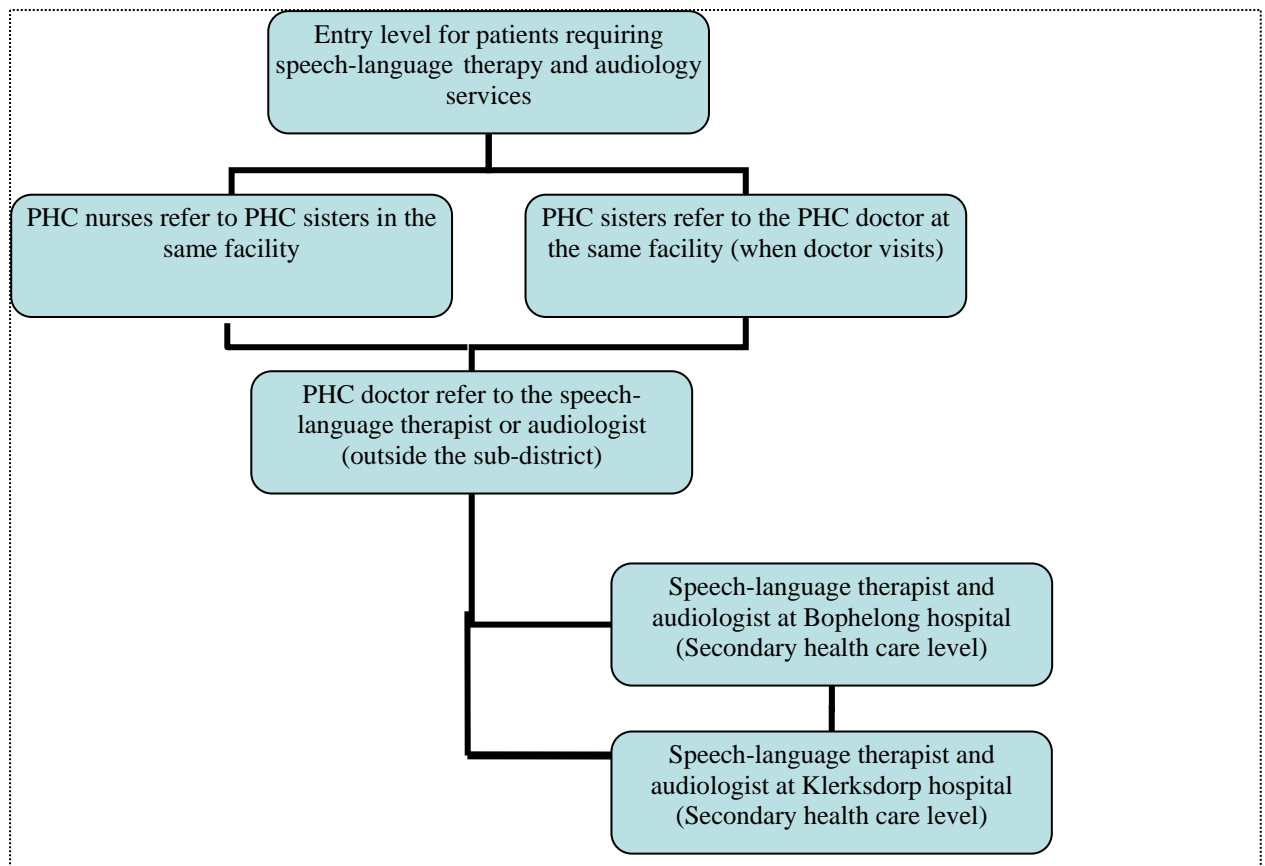 Entry level for patients requiring
speech-language therapy and audiology
services
PHC nurses refer to PHC sisters in the
same facility
PHC sisters refer to the PHC doctor at
the same facility (when doctor visits)
PHC doctor refer to the speech-
language therapist or audiologist
(outside the sub-district)
Speech-language therapist and
audiologist at Bophelong hospital
(Secondary health care level)
Speech-language therapist and
audiologist at Klerksdorp hospital
(Secondary health care level)